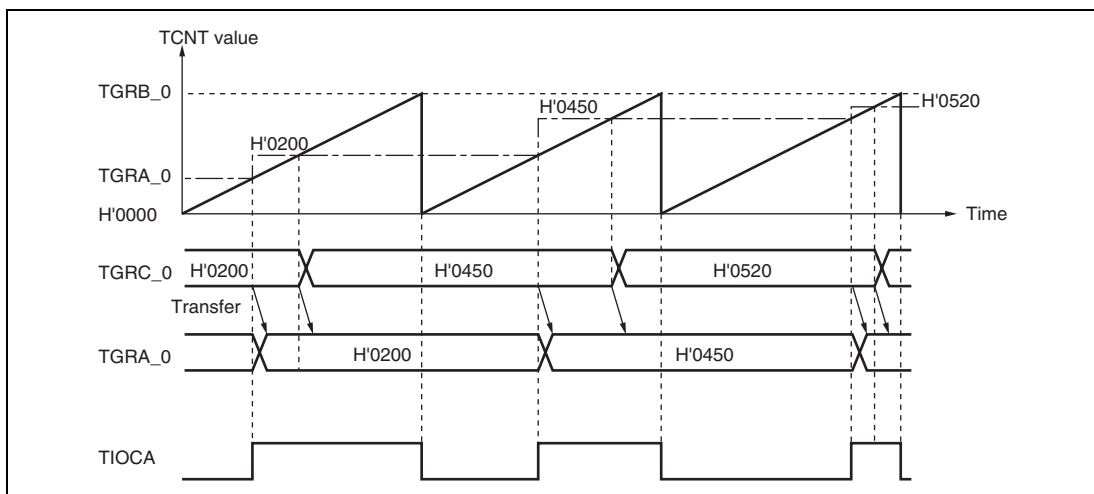 TCNT value
TGRB_0
H'0520
H'0450
H'0200
TGRA_0
H'0000
Time
TGRC_0
H'0200
H'0450
H'0520
Transfer
TGRA_0
H'0200
H'0450
TIOCA